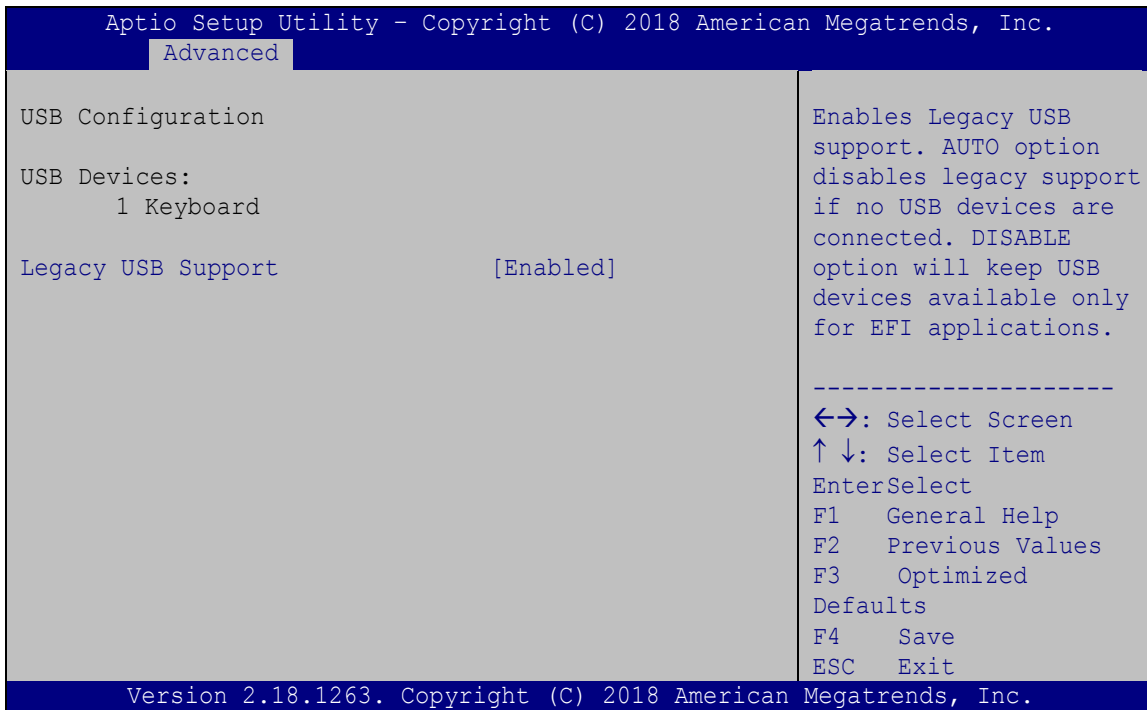 Aptio Setup Utility – Copyright (C) 2018 American Megatrends, Inc.
Advanced
USB Configuration
USB Devices:
1 Keyboard
Legacy USB Support [Enabled]
Enables Legacy USB
support. AUTO option
disables legacy support
if no USB devices are
connected. DISABLE
option will keep USB
devices available only
for EFI applications.
---------------------
←→: Select Screen
↑ ↓: Select Item
EnterSelect
F1 General Help
F2 Previous Values
F3 Optimized
Defaults
F4 Save
ESC Exit
Version 2.18.1263. Copyright (C) 2018 American Megatrends, Inc.